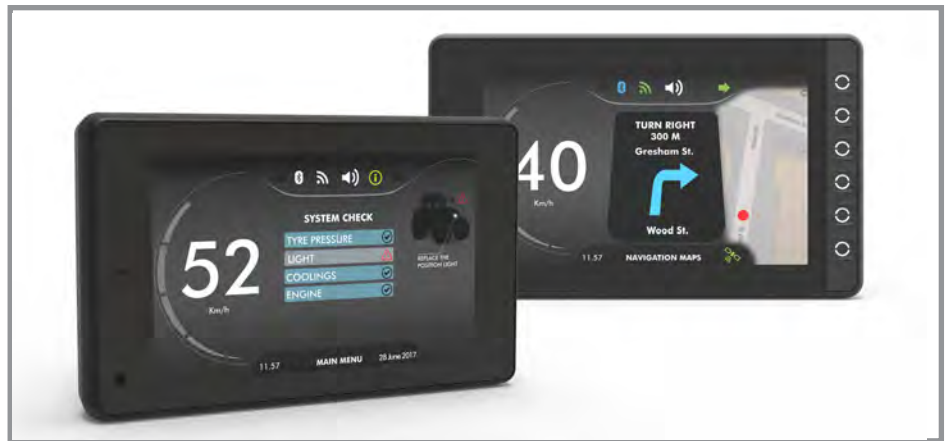 52
Km/h
SYSTEM CHECK
TYRE PRESSURE
LIGHT
COOLINGS
ENGINE
REPLACE THE
POSITION LIGHT
11.57 MAIN MENU 28 June 2017
40
Km/h
TURN RIGHT
300 M
Gresham St.
Wood St.
11.57 NAVIGATION MAPS